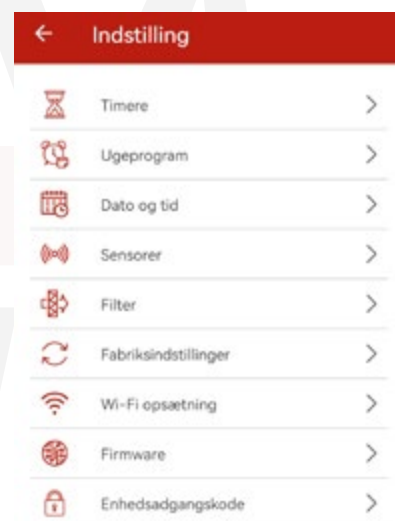 Indstilling
Timere
Ugeprogram
Dato og tid
Sensorer
Filter
Fabriksindstillinger
Wi-Fi opsætning
Firmware
Enhedsadgangskode